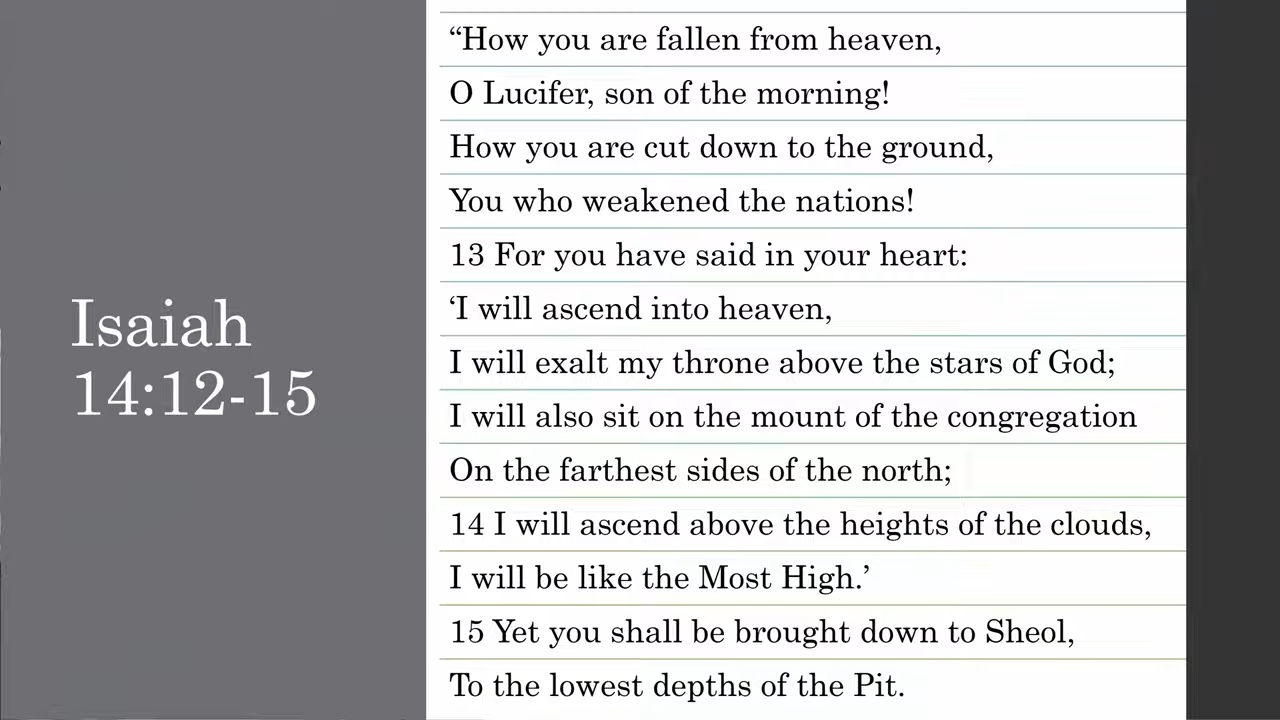 Isaiah
14:12-15
“How you are fallen from heaven,
O Lucifer, son of the morning!
How you are cut down to the ground,
You who weakened the nations!
13 For you have said in your heart:
‘I will ascend into heaven,
I will exalt my throne above the stars of God;
I will also sit on the mount of the congregation
On the farthest sides of the north;
14 I will ascend above the heights of the clouds,
I will be like the Most High.’
15 Yet you shall be brought down to Sheol,
To the lowest depths of the Pit.